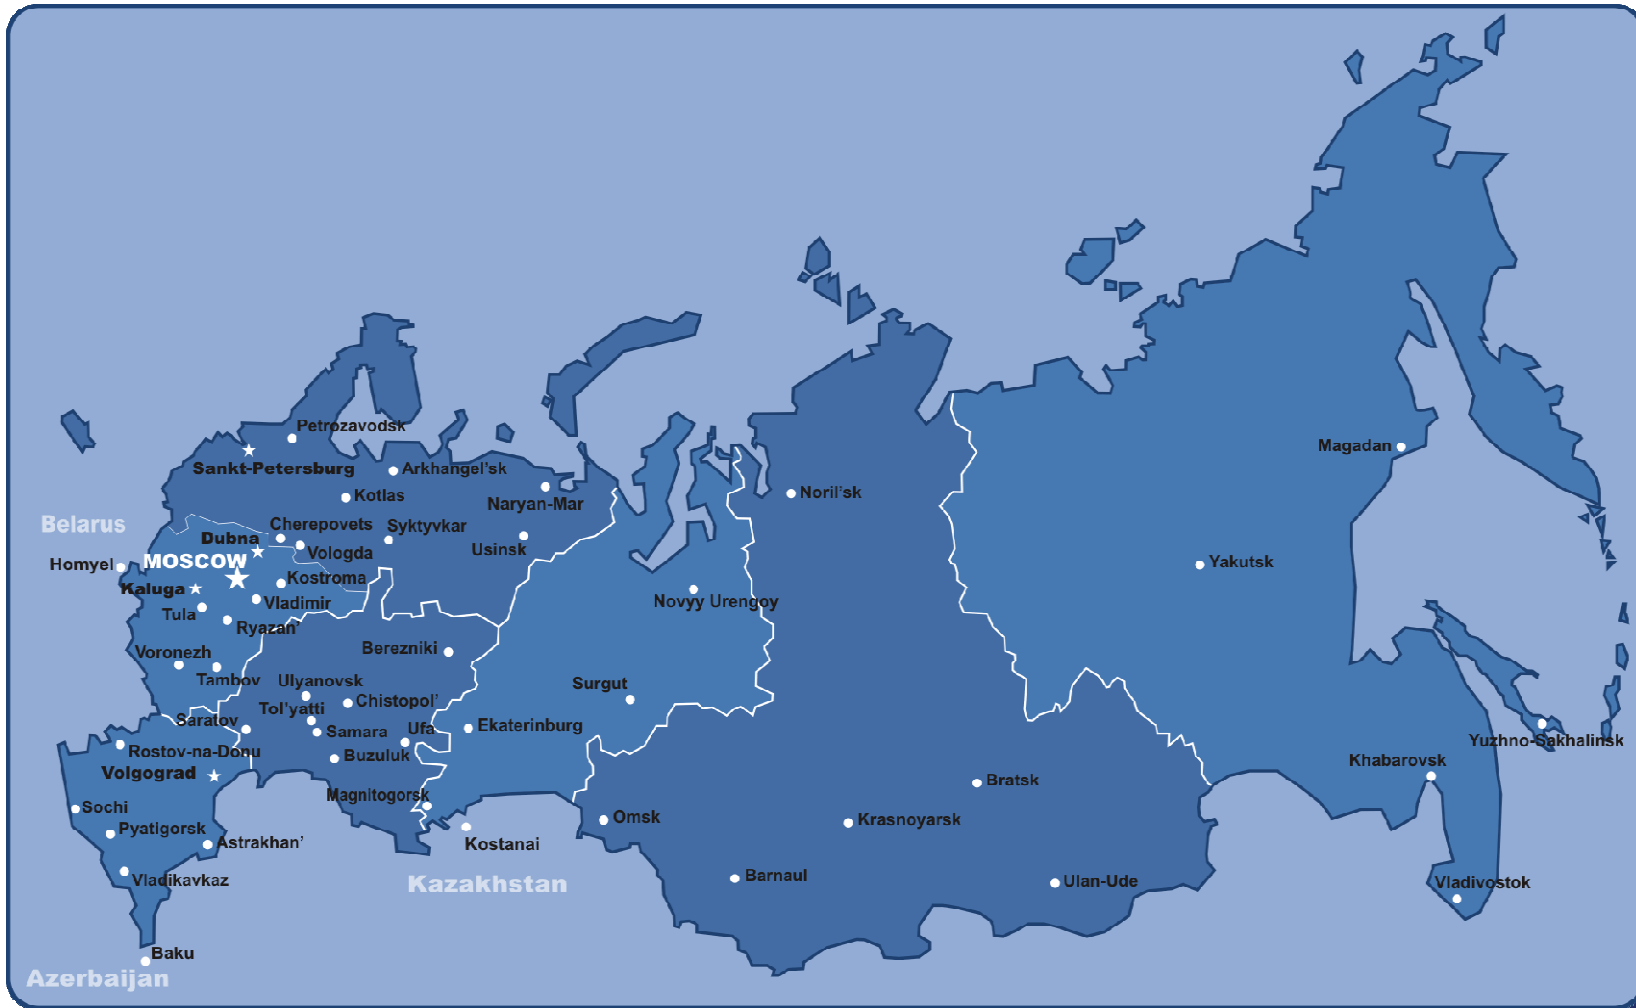 Petrozavodsk
Magadan
Sankt-Petersburg
Arkhangel'sk
Noril'sk
Kotlas
Naryan-Mar
Belarus
Cherepovets
Syktyvkar
Dubna
Usinsk
Vologda
MOSCOW
Homyel
Yakutsk
Kostroma
Kaluga
Vladimir
Novyy Urengoy
Tula
Ryazan'
Berezniki
Voronezh
Tambov
Ulyanovsk
Surgut
Chistopol'
Tol'yatti
Saratov
Samara
Ufa
Ekaterinburg
Yuzhno-Sakhalinsk
Rostov-na-Donu
Buzuluk
Khabarovsk
Volgograd
Bratsk
Magnitogorsk
Sochi
Omsk
Krasnoyarsk
Pyatigorsk
Astrakhan'
Kostanai
Barnaul
Vladikavkaz
Kazakhstan
Ulan-Ude
Vladivostok
Baku
Azerbaijan